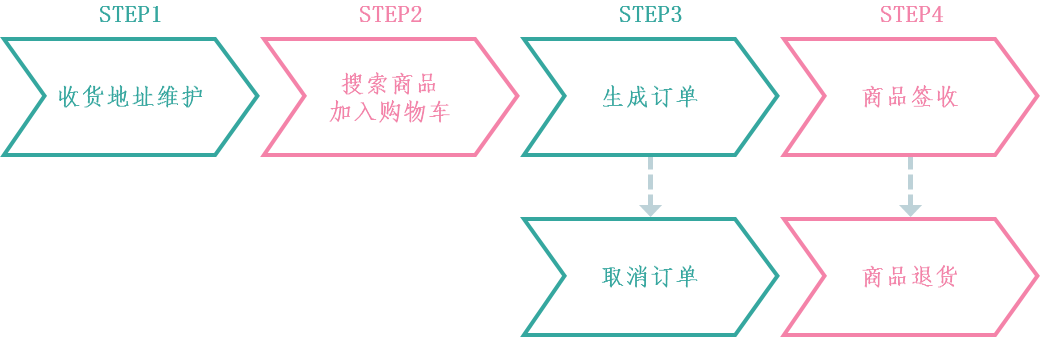 STEP1
STEP2
STEP3
STEP4
收货地址维护
搜索商品
加入购物车
生成订单
商品签收
取消订单
商品退货